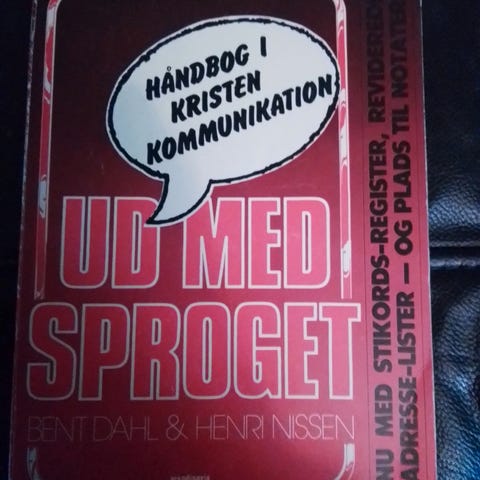 HÅNDBOG I
KRISTEN
KOMMUNIKATION
UD MED
SPROGET
BENT DAHL & HENRI NISSEN
NU MED STIKORDS-REGISTER, REVIDEREDE
ADRESSE-LISTER – OG PLADS TIL NOTATER